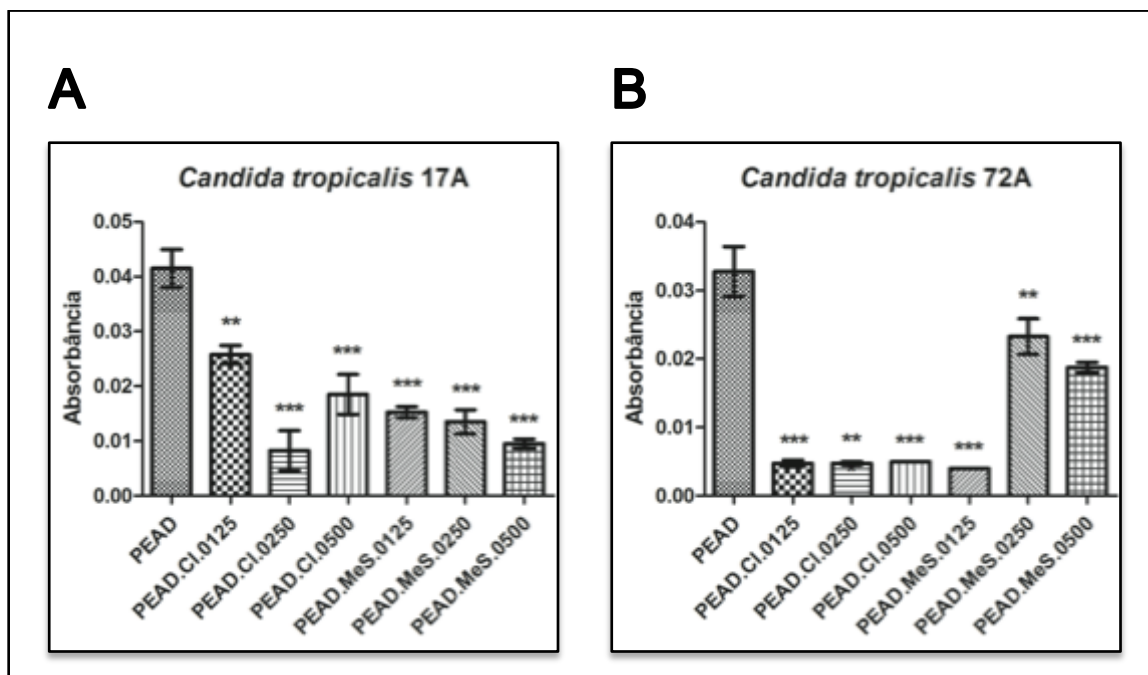 A
Candida tropicalis 17A
Absorbância
0.05
0.04
0.03
0.02
0.01
0.00
**
***
***
***
***
***
PEAD
PEAD.Cl.0125
PEAD.Cl.0250
PEAD.Cl.0500
PEAD.MeS.0125
PEAD.MeS.0250
PEAD.MeS.0500
B
Candida tropicalis 72A
Absorbância
0.04
0.03
0.02
0.01
0.00
***
**
***
***
**
***
PEAD
PEAD.Cl.0125
PEAD.Cl.0250
PEAD.Cl.0500
PEAD.MeS.0125
PEAD.MeS.0250
PEAD.MeS.0500